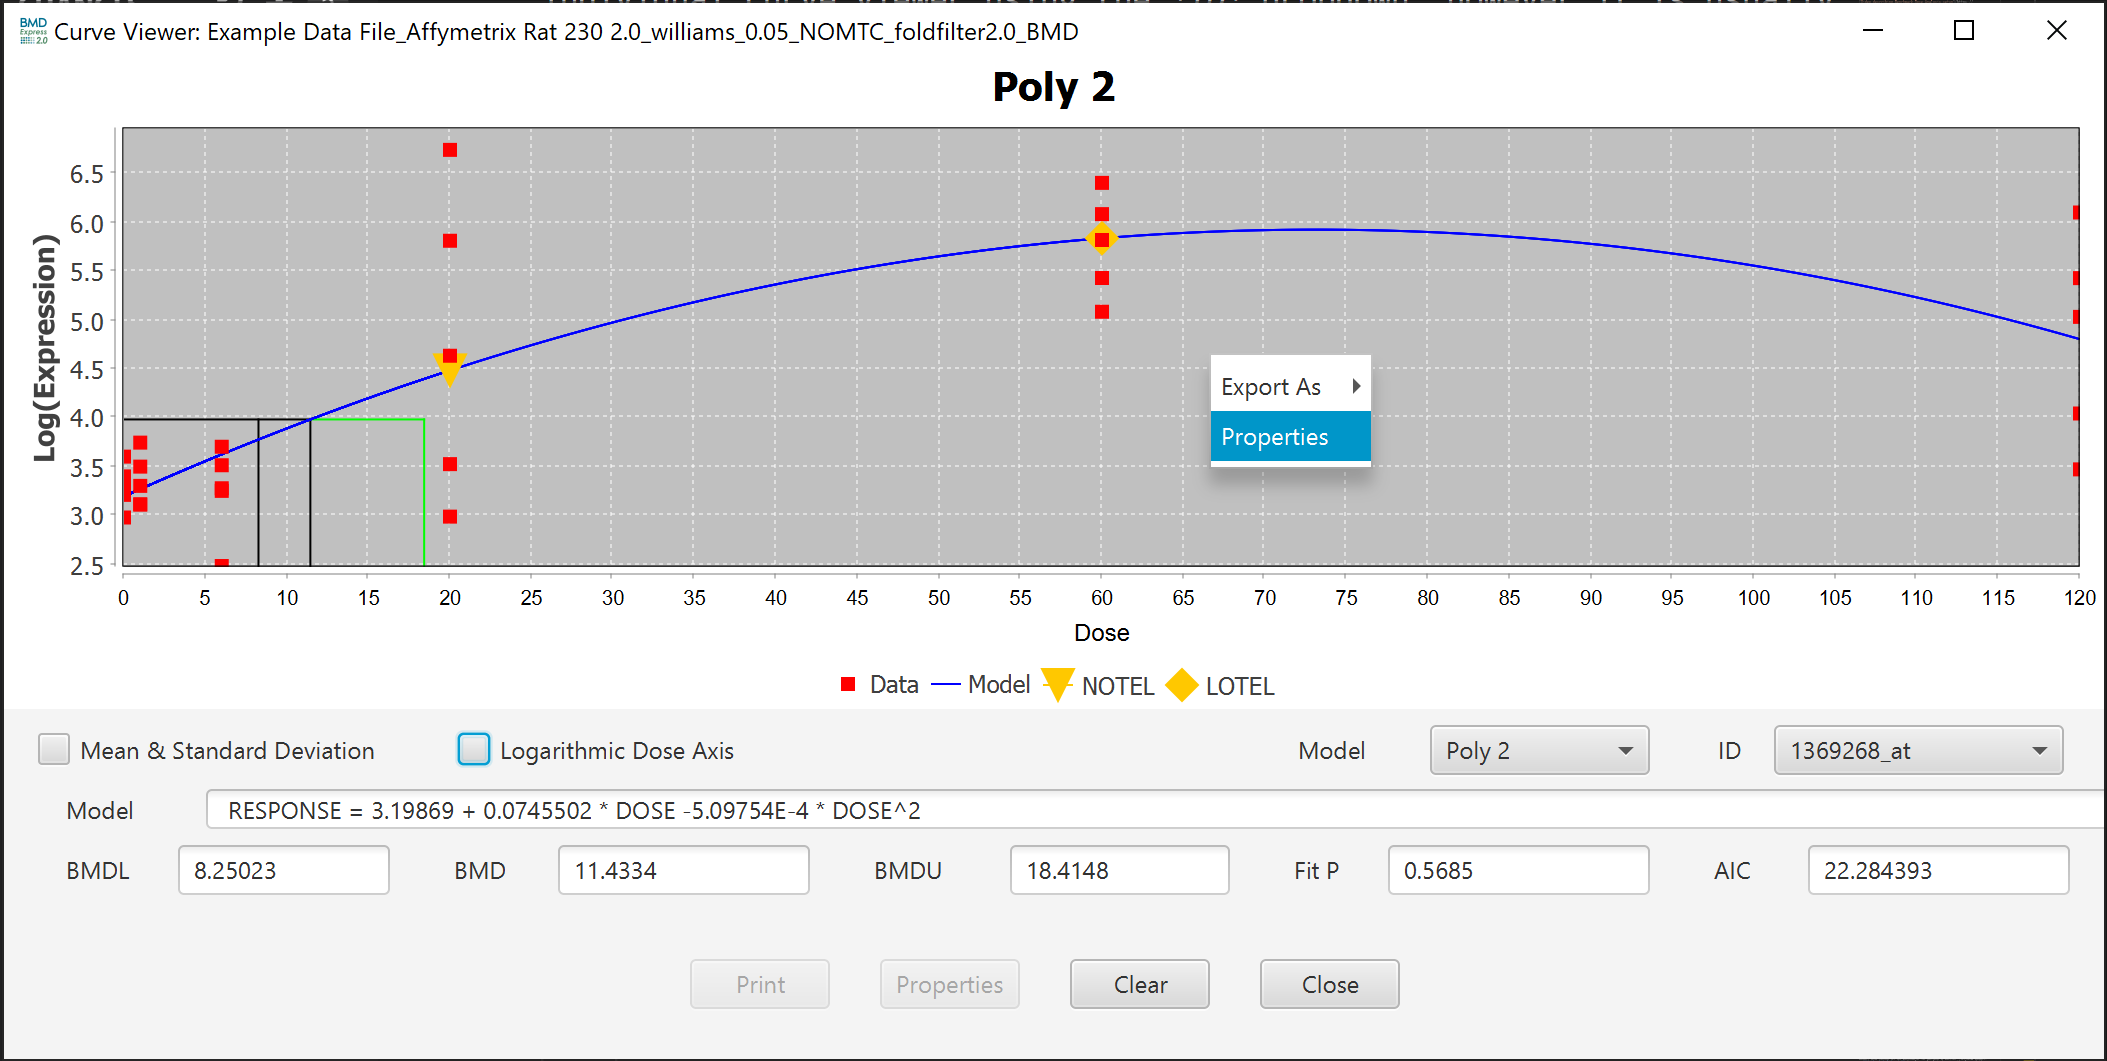 BMD
Express
2.0
Curve Viewer: Example Data File_Affymetrix Rat 230 2.0_williams_0.05_NOMTC_foldfilter2.0_BMD
Poly 2
Log(Expression)
6.5
6.0
5.5
5.0
4.5
4.0
3.5
3.0
2.5
Export As
Properties
0 5 10 15 20 25 30 35 40 45 50 55 60 65 70 75 80 85 90 95 100 105 110 115 120
Dose
Data Model NOTEL LOTEL
Mean & Standard Deviation Logarithmic Dose Axis Model Poly 2 ID 1369268_at
Model RESPONSE = 3.19869 + 0.0745502 * DOSE -5.09754E-4 * DOSE^2
BMDL 8.25023 BMD 11.4334 BMDU 18.4148 Fit P 0.5685 AIC 22.284393
Print Properties Clear Close